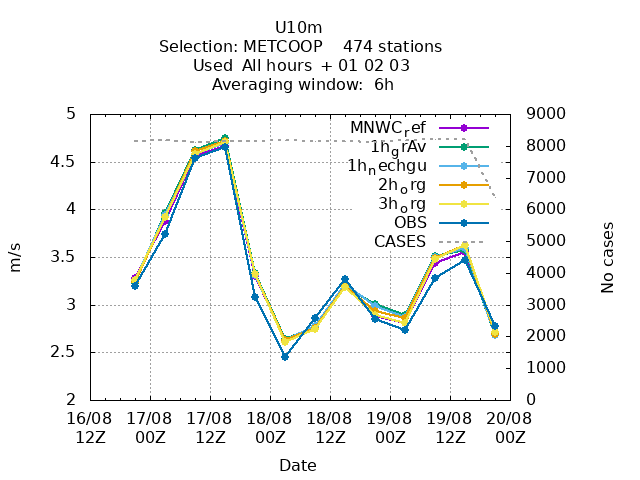 U10m
Selection: METCOOP 474 stations
Used All hours + 01 02 03
Averaging window: 6h
5
4.5
4
3.5
3
2.5
2
m/s
9000
8000
7000
6000
5000
4000
3000
2000
1000
0
No cases
MNWC_ref
1h_grAv
1h_nechgu
2h_org
3h_org
OBS
CASES
16/08 17/08 17/08 18/08 18/08 19/08 19/08 20/08
12Z 00Z 12Z 00Z 12Z 00Z 12Z 00Z
Date